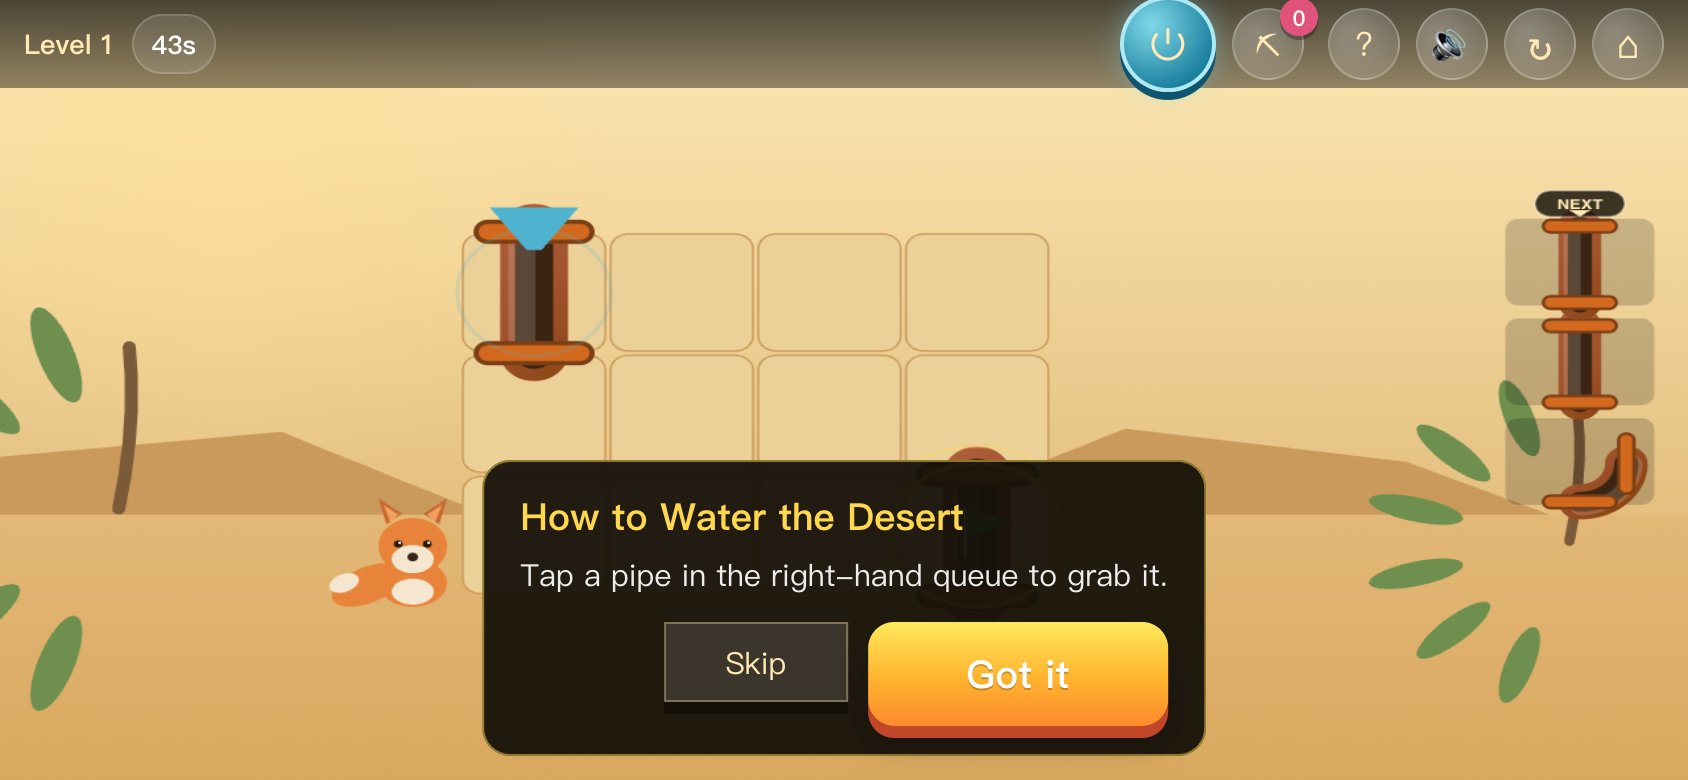 Level 1
43s
0
?
NEXT
How to Water the Desert
Tap a pipe in the right-hand queue to grab it.
Skip
Got it